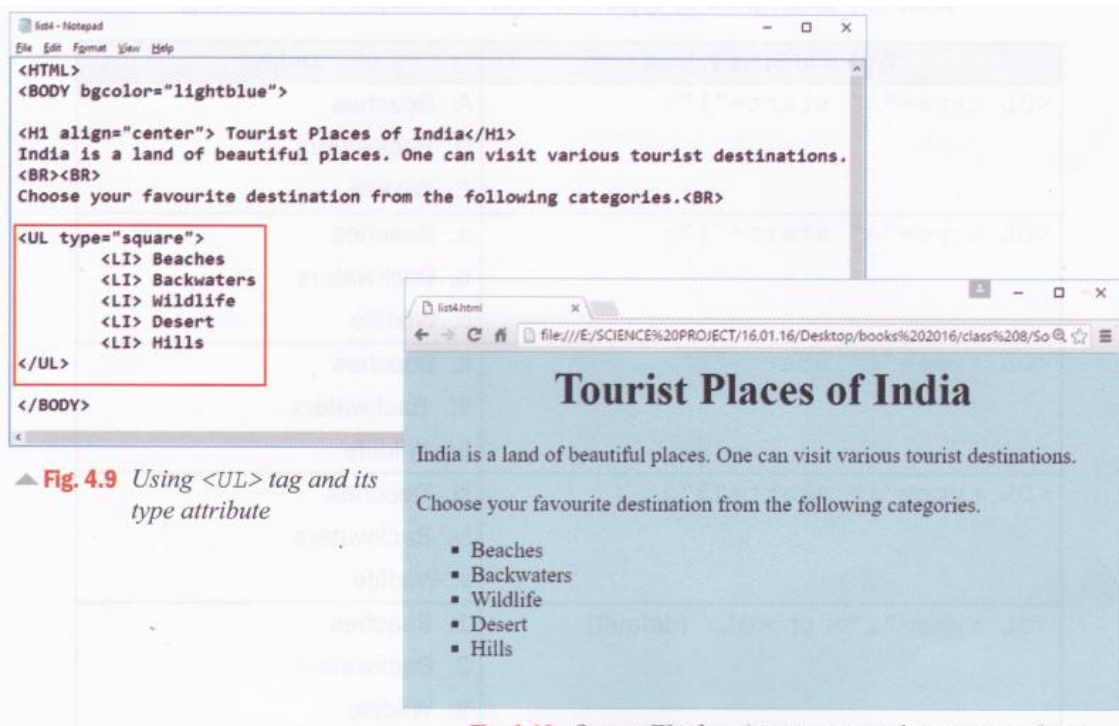 list4 - Notepad
File Edit Format View Help
<HTML>
<BODY bgcolor="lightblue">
<H1 align="center"> Tourist Places of India</H1>
India is a land of beautiful places. One can visit various tourist destinations.
<BR><BR>
Choose your favourite destination from the following categories.<BR>
<UL type="square">
<LI> Beaches
<LI> Backwaters
<LI> Wildlife
<LI> Desert
<LI> Hills
</UL>
</BODY>
Fig. 4.9 Using <UL> tag and its
type attribute
list4.html
file:///E:/SCIENCE%20PROJECT/16.01.16/Desktop/books%202016/class%208/So
Tourist Places of India
India is a land of beautiful places. One can visit various tourist destinations.
Choose your favourite destination from the following categories.
Beaches
Backwaters
Wildlife
Desert
Hills